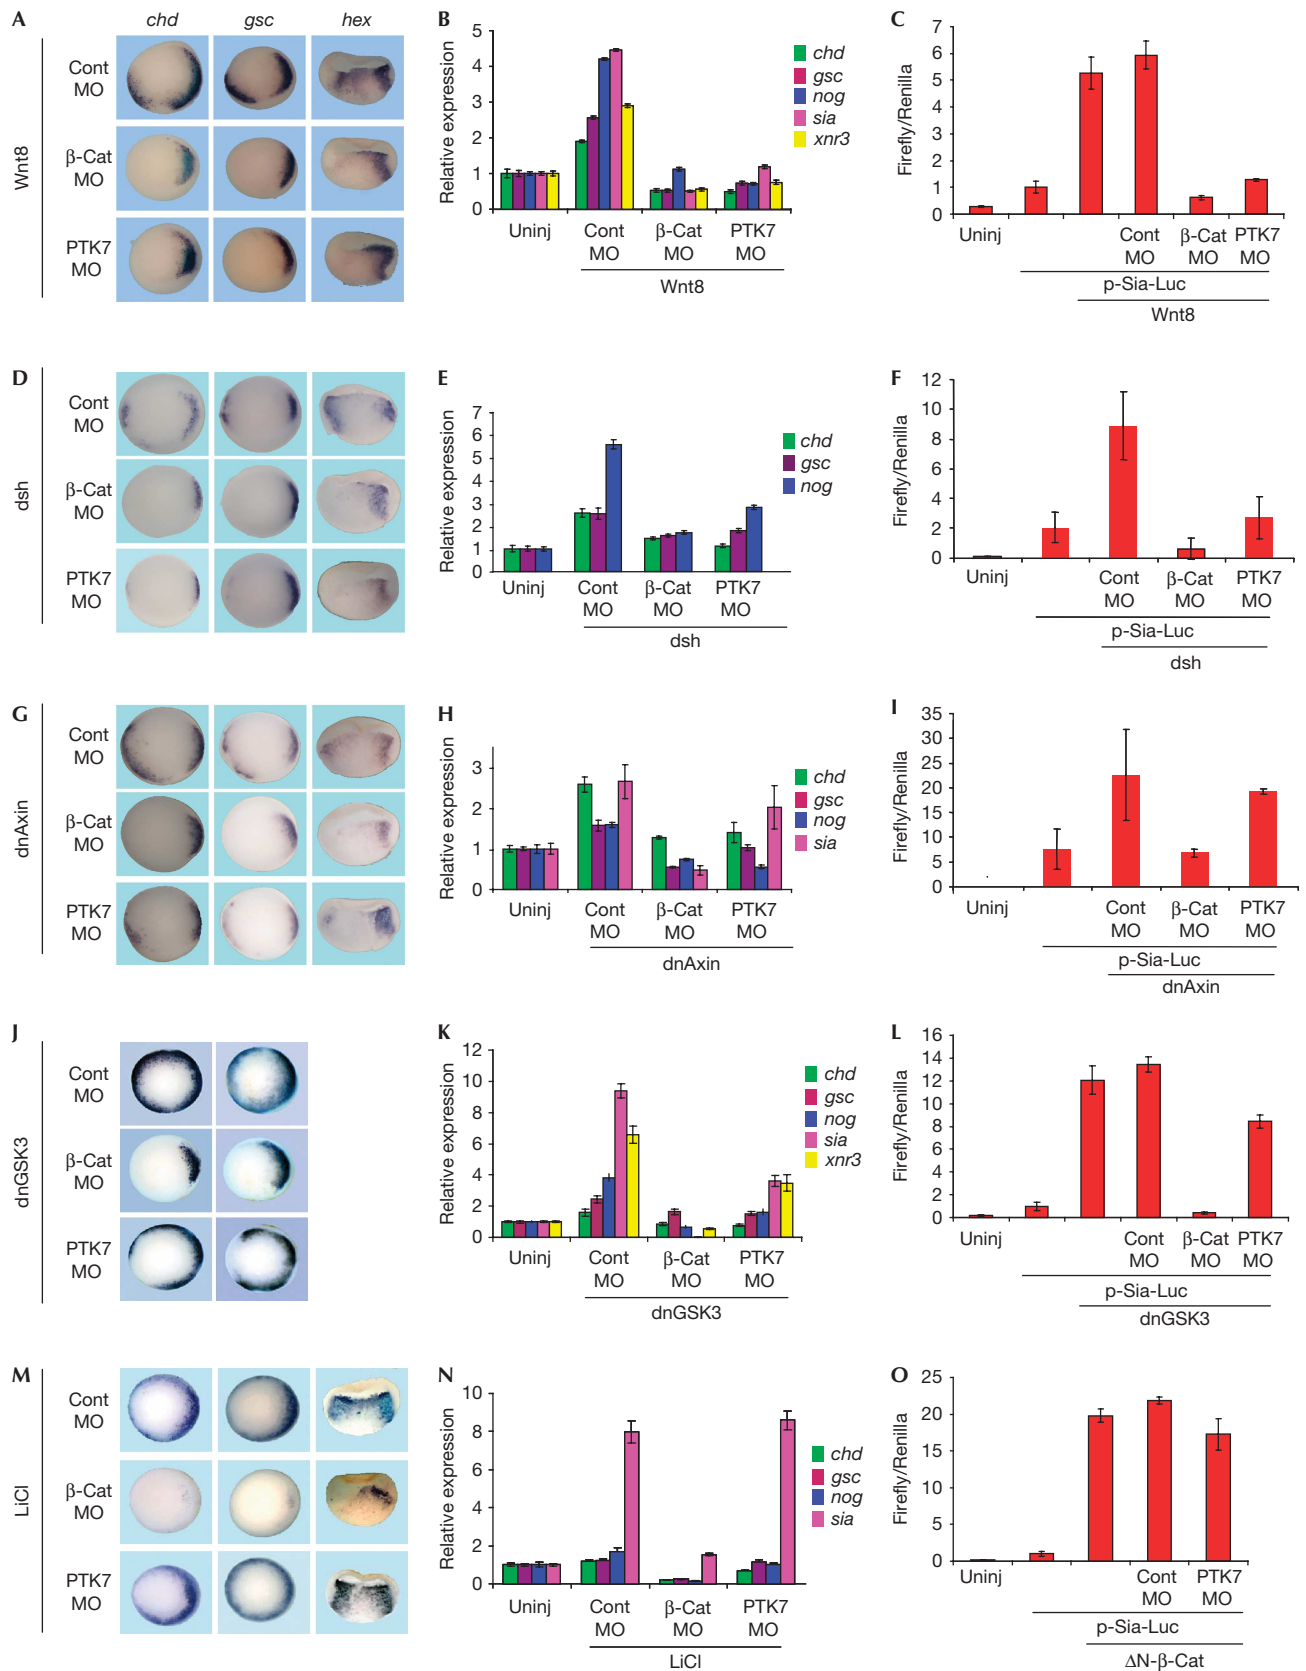 A
chd gsc hex
Wnt8
Cont
MO
β-Cat
MO
PTK7
MO
B
Relative expression
5
4
3
2
1
0
chd
gsc
nog
sia
xnr3
Uninj
Cont
MO
β-Cat
MO
PTK7
MO
Wnt8
C
Firefly/Renilla
7
6
5
4
3
2
1
0
Uninj
Cont
MO
β-Cat
MO
PTK7
MO
p-Sia-Luc
Wnt8
D
dsh
Cont
MO
β-Cat
MO
PTK7
MO
E
Relative expression
7
6
5
4
3
2
1
0
chd
gsc
nog
Uninj
Cont
MO
β-Cat
MO
PTK7
MO
dsh
F
Firefly/Renilla
12
10
8
6
4
2
0
Uninj
Cont
MO
β-Cat
MO
PTK7
MO
p-Sia-Luc
dsh
G
dnAxin
Cont
MO
β-Cat
MO
PTK7
MO
H
Relative expression
3
2
1
0
chd
gsc
nog
sia
Uninj
Cont
MO
β-Cat
MO
PTK7
MO
dnAxin
I
Firefly/Renilla
35
30
25
20
15
10
5
0
Uninj
Cont
MO
β-Cat
MO
PTK7
MO
p-Sia-Luc
dnAxin
J
dnGSK3
Cont
MO
β-Cat
MO
PTK7
MO
K
Relative expression
12
10
8
6
4
2
0
chd
gsc
nog
sia
xnr3
Uninj
Cont
MO
β-Cat
MO
PTK7
MO
dnGSK3
L
Firefly/Renilla
16
14
12
10
8
6
4
2
0
Uninj
Cont
MO
β-Cat
MO
PTK7
MO
p-Sia-Luc
dnGSK3
M
LiCl
Cont
MO
β-Cat
MO
PTK7
MO
N
Relative expression
10
8
6
4
2
0
chd
gsc
nog
sia
Uninj
Cont
MO
β-Cat
MO
PTK7
MO
LiCl
O
Firefly/Renilla
25
20
15
10
5
0
Uninj
Cont
MO
PTK7
MO
p-Sia-Luc
ΔN-β-Cat